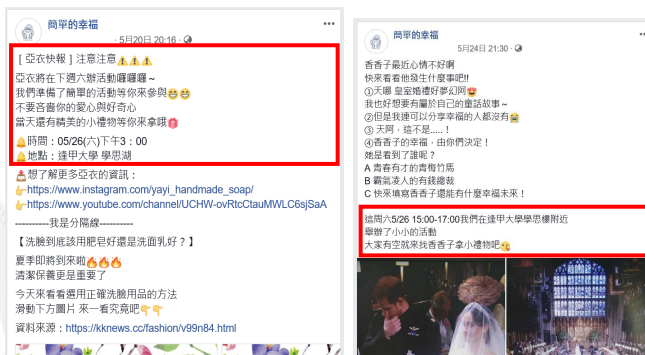 簡單的幸福
5月20日 20:16
[ 亞衣快報 ] 注意注意⚠️⚠️⚠️
亞衣將在下週六辦活動囉囉囉~
我們準備了簡單的活動等你來參與😁😁
不要吝嗇你的愛心與好奇心
當天還有精美的小禮物等你來哦🎁
🔔時間：05/26(六)下午3：00
🔔地點：逢甲大學 學思湖
📥想了解更多亞衣的資訊：
👉https://www.instagram.com/yayi_handmade_soap/
👉https://www.youtube.com/channel/UCHW-ovRtcCtauMWLC6sjSaA
----------我是分隔線----------
【洗臉到底該用肥皂好還是洗面乳好？】
夏季即將到來啦🔥🔥🔥
清潔保養更是重要了
今天來看看選用正確洗臉用品的方法
滑動下方圖片 來一看究竟吧👇👇
資料來源：https://kknews.cc/fashion/v99n84.html
簡單的幸福
5月24日 21:30
香香子最近心情不好啊
快來看看他發生什麼事吧!!
①天哪 皇室婚禮好夢幻阿😍
我也好想要有屬於自己的童話故事~
②但是我連可以分享幸福的人都沒有😭
③ 天阿．這不是.....！
④香香子的幸福．由你們決定！
她是看到了誰呢？
A 青春有才的青梅竹馬
B 霸氣凌人的有錢總裁
C 快來填寫香香子還能有什麼幸福未來！
這周六5/26 15:00-17:00我們在逢甲大學學思樓附近
舉辦了小小的活動
大家有空就來找香香子拿小禮物吧😘